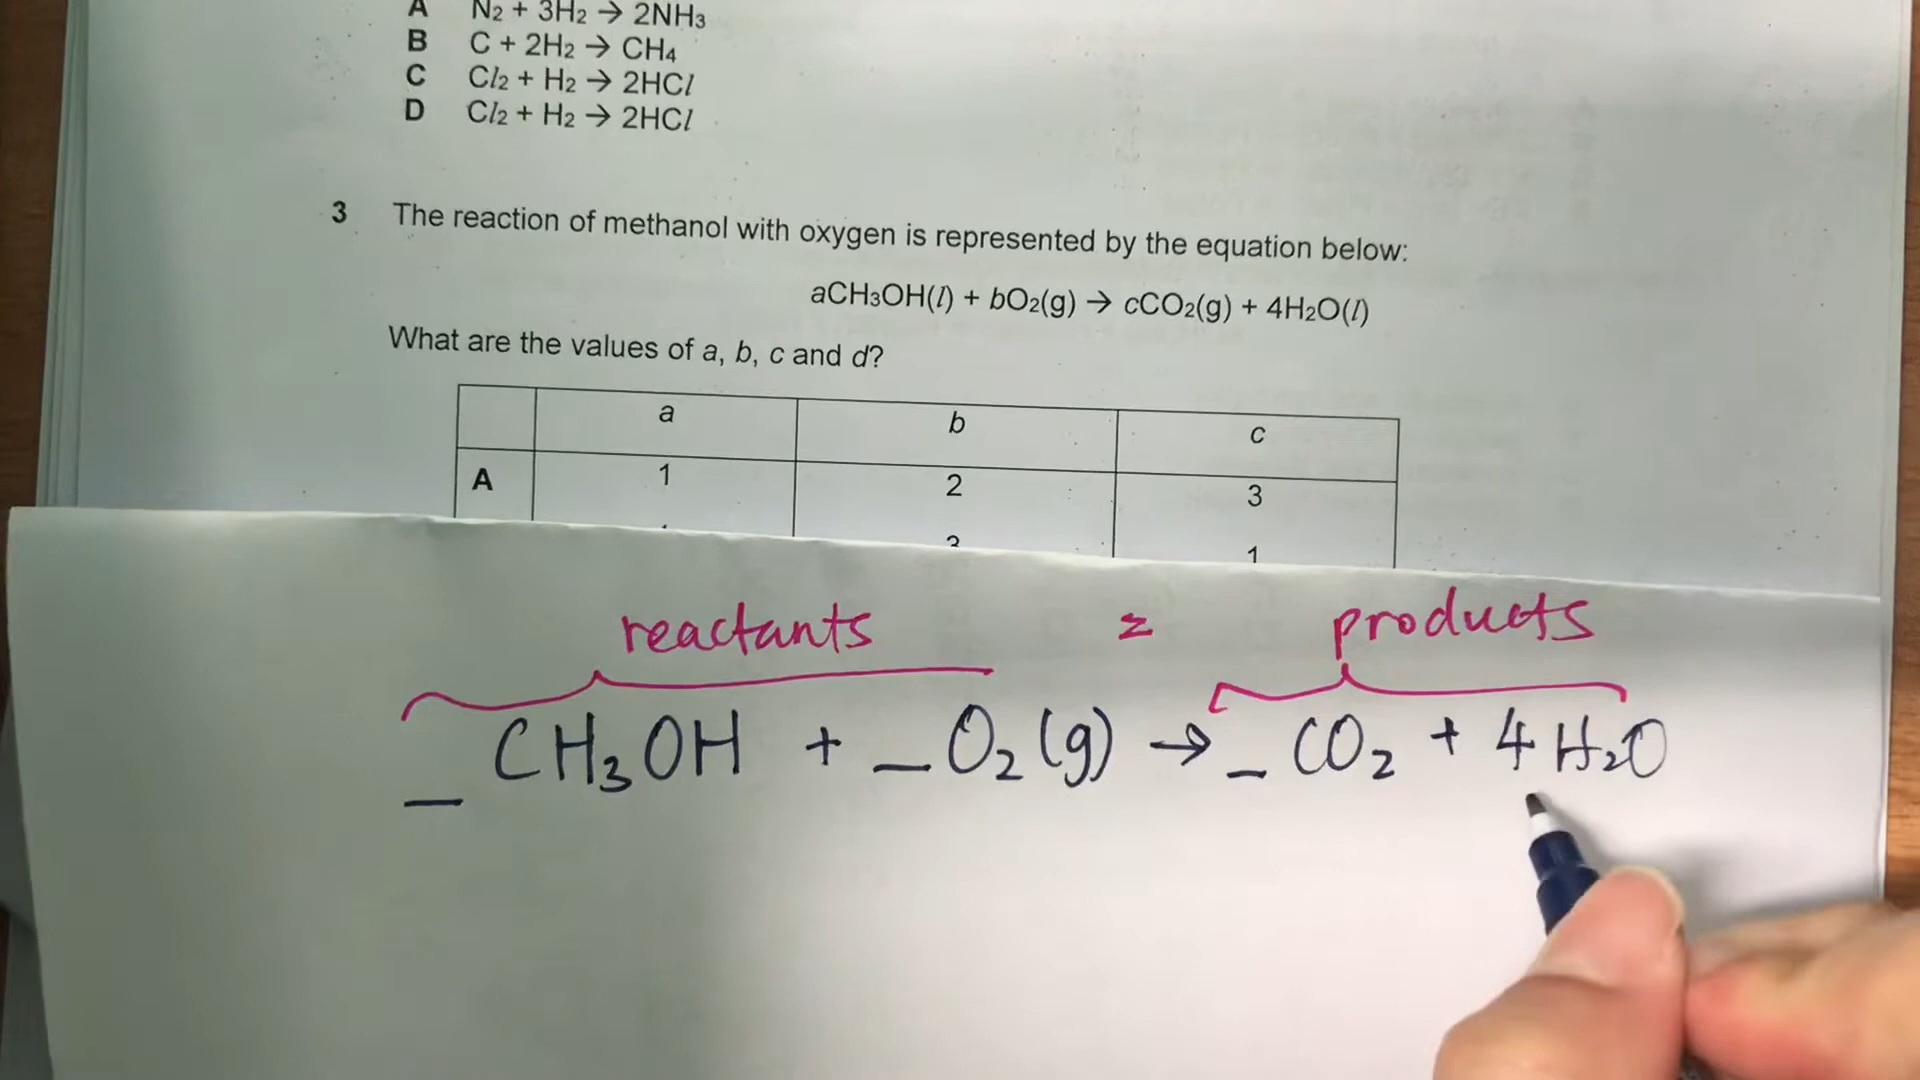 A N₂ + 3H₂ → 2NH₃
B C + 2H₂ → CH₄
C Cl₂ + H₂ → 2HCl
D Cl₂ + H₂ → 2HCl
3 The reaction of methanol with oxygen is represented by the equation below:
aCH₃OH(l) + bO₂(g) → cCO₂(g) + 4H₂O(l)
What are the values of a, b, c and d?
a b c
A 1 2 3
1
reactants = products
_ CH₃OH + _ O₂ (g) → _ CO₂ + 4 H₂O